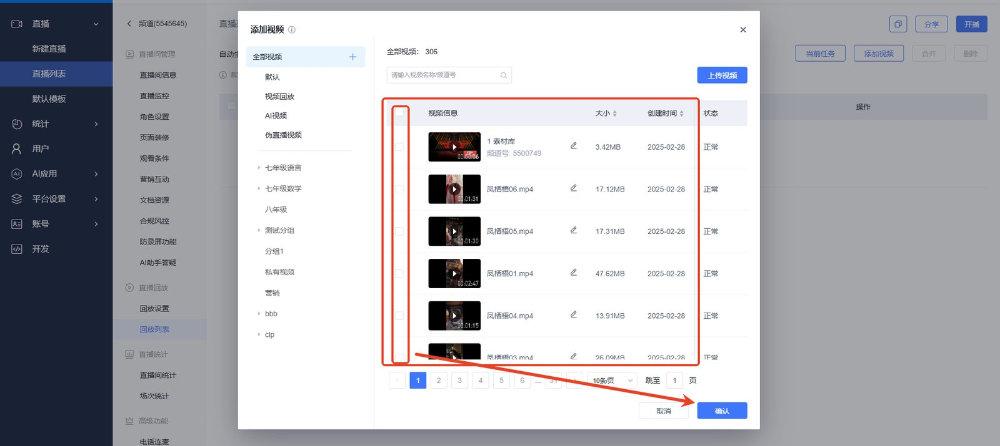 直播
新建直播
直播列表
默认模板
统计
用户
AI应用
平台设置
账号
开发
频道(5545645)
直播间管理
直播间信息
直播监控
角色设置
页面装修
观看条件
营销互动
文档资源
合规风控
防录屏功能
AI助手答疑
直播回放
回放设置
回放列表
直播统计
直播间统计
场次统计
高级功能
电话连麦
自动生
分享
开播
当前任务
添加视频
合并
删除
操作
添加视频
全部视频
默认
视频回放
AI视频
伪直播视频
七年级语言
七年级数学
八年级
测试分组
分组1
私有视频
营销
bbb
clp
全部视频： 306
请输入视频名称/频道号
上传视频
视频信息 大小 创建时间 状态
00:00:06 1 素材库 3.42MB 2025-02-28 正常
频道号: 5500749
00:01:31 凤栖梧06.mp4 17.12MB 2025-02-28 正常
00:01:30 凤栖梧05.mp4 17.31MB 2025-02-28 正常
00:02:47 凤栖梧01.mp4 47.62MB 2025-02-28 正常
00:01:15 凤栖梧04.mp4 13.91MB 2025-02-28 正常
凤栖梧03.mp4 26.09MB 2025-02-28 正常
1 2 3 4 5 6 ... 31 10条/页 跳至 1 页
取消 确认